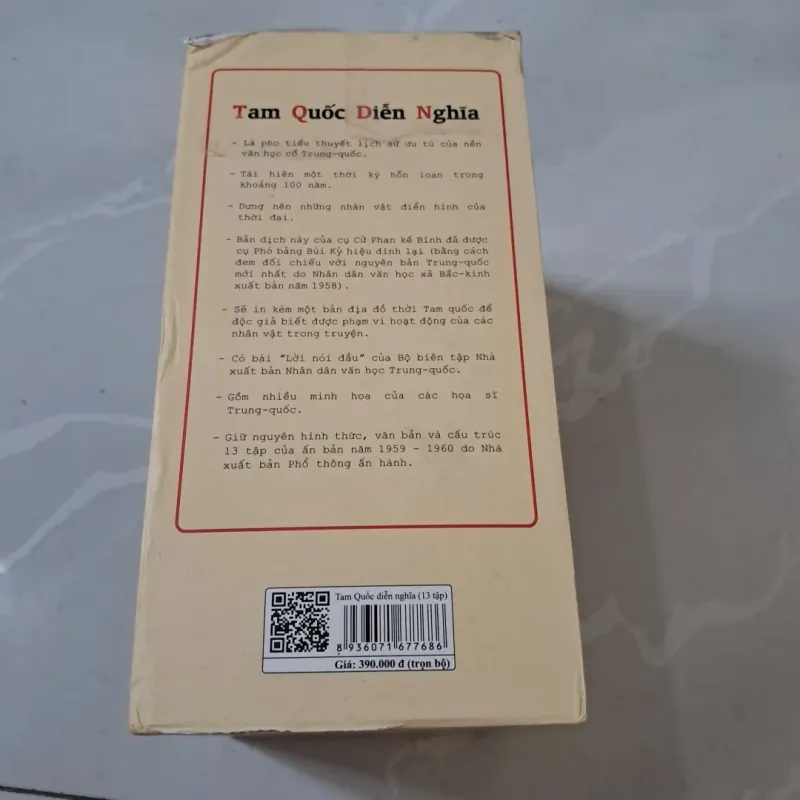 Tam Quốc Diễn Nghĩa
- Là pho tiểu thuyết lịch sử ưu tú của nền
văn học cổ Trung-quốc.
- Tái hiện một thời kỳ hỗn loạn trong
khoảng 100 năm.
- Dựng nên những nhân vật điển hình của
thời đại.
- Bản dịch này của cụ Cử Phan kế Bính đã được
cụ Phó bảng Bùi Kỷ hiệu đính lại (bằng cách
đem đối chiếu với nguyên bản Trung-quốc
mới nhất do Nhân dân văn học xã Bắc-kinh
xuất bản năm 1958).
- Sẽ in kèm một bản địa đồ thời Tam quốc để
độc giả biết được phạm vi hoạt động của các
nhân vật trong truyện.
- Có bài "Lời nói đầu" của Bộ biên tập Nhà
xuất bản Nhân dân văn học Trung-quốc.
- Gồm nhiều minh họa của các họa sĩ
Trung-quốc.
- Giữ nguyên hình thức, văn bản và cấu trúc
13 tập của ấn bản năm 1959 - 1960 do Nhà
xuất bản Phổ thông ấn hành.
Tam Quốc diễn nghĩa (13 tập)
8 936071 677686
Giá: 390.000 đ (trọn bộ)